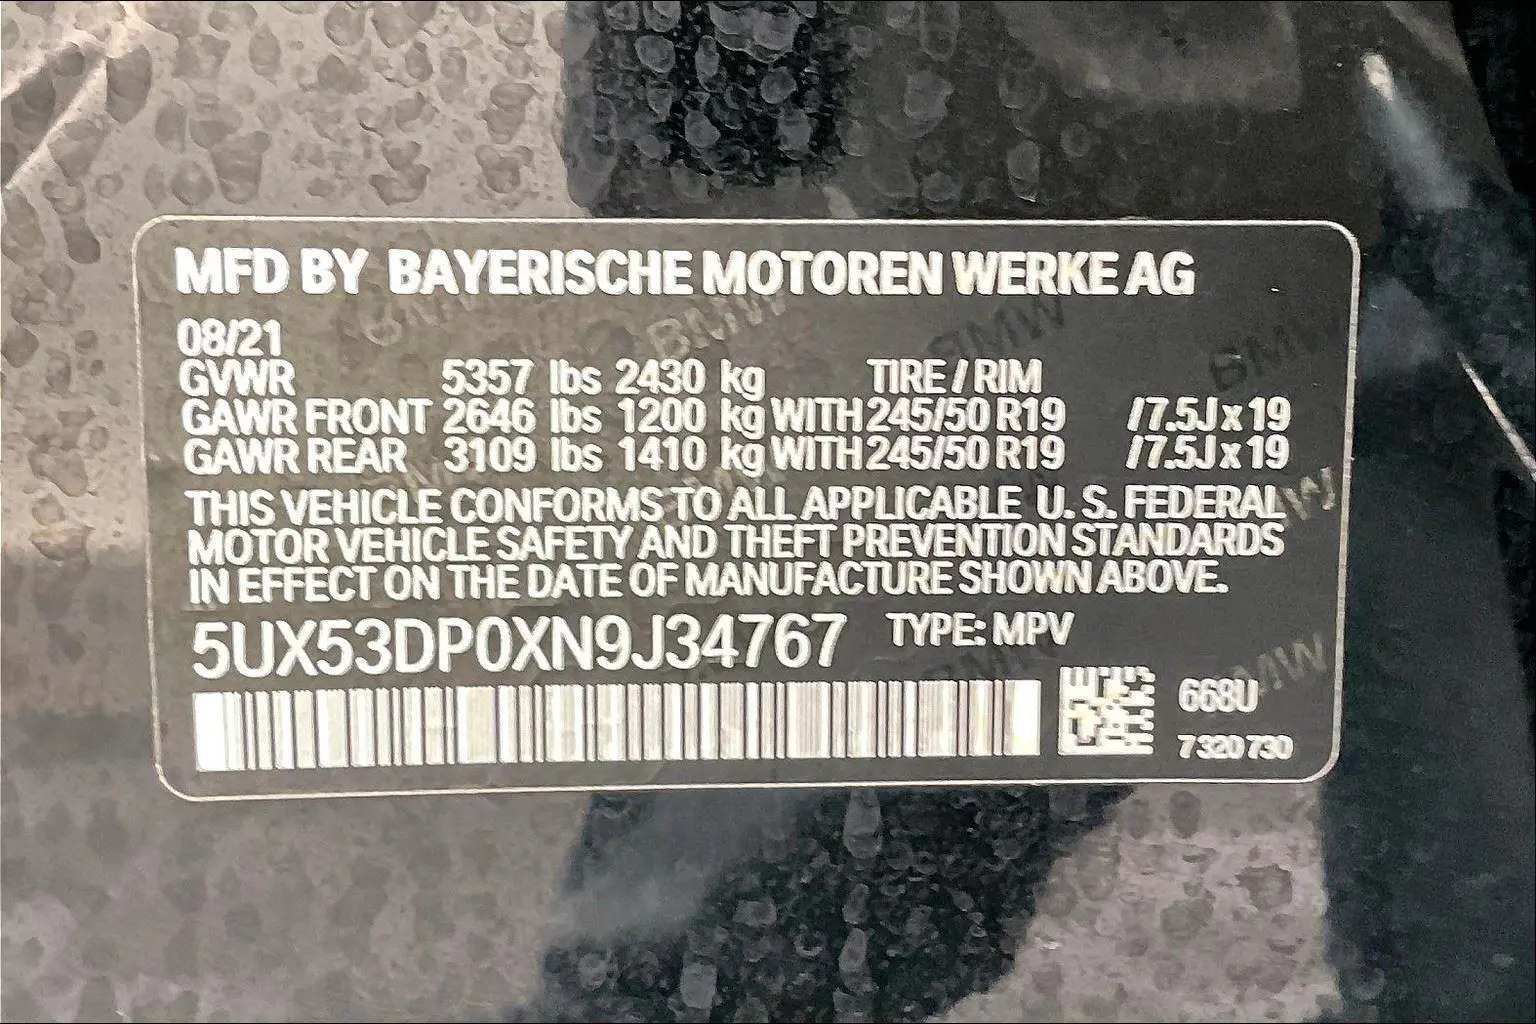 MFD BY BAYERISCHE MOTOREN WERKE AG
08/21
GVWR 5357 lbs 2430 kg TIRE / RIM
GAWR FRONT 2646 lbs 1200 kg WITH 245/50 R19 /7.5J x 19
GAWR REAR 3109 lbs 1410 kg WITH 245/50 R19 /7.5J x 19
THIS VEHICLE CONFORMS TO ALL APPLICABLE U. S. FEDERAL
MOTOR VEHICLE SAFETY AND THEFT PREVENTION STANDARDS
IN EFFECT ON THE DATE OF MANUFACTURE SHOWN ABOVE.
5UX53DP0XN9J34767 TYPE: MPV
668U
7 320 730